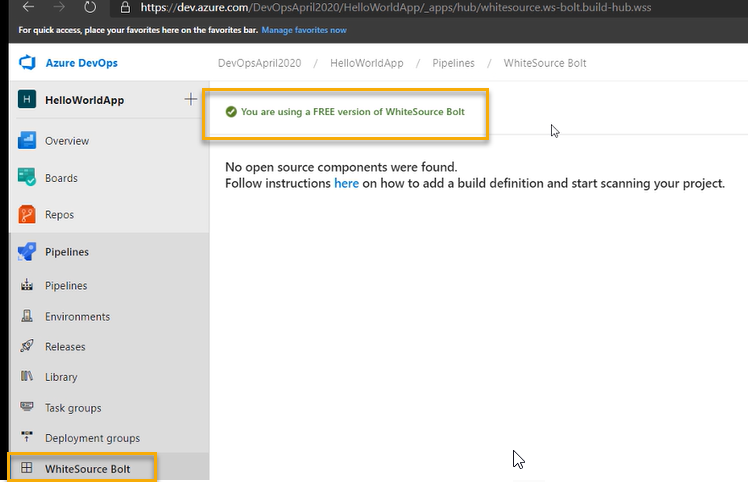 https://dev.azure.com/DevOpsApril2020/HelloWorldApp/_apps/hub/whitesource.ws-bolt.build-hub.wss
For quick access, place your favorites here on the favorites bar. Manage favorites now
Azure DevOps
DevOpsApril2020 / HelloWorldApp / Pipelines / WhiteSource Bolt
H HelloWorldApp +
You are using a FREE version of WhiteSource Bolt
Overview
No open source components were found.
Follow instructions here on how to add a build definition and start scanning your project.
Boards
Repos
Pipelines
Pipelines
Environments
Releases
Library
Task groups
Deployment groups
WhiteSource Bolt